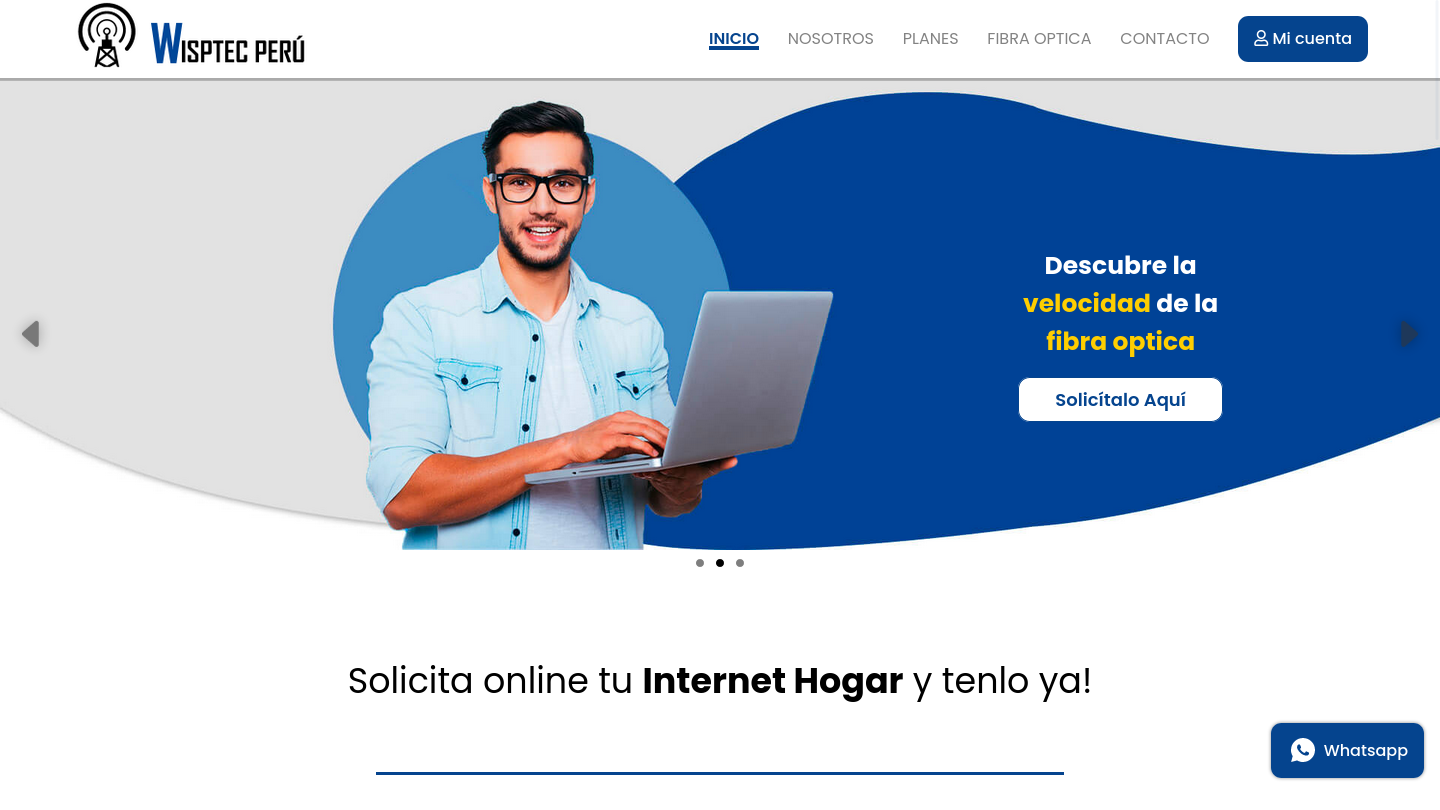 WISPTEC PERÚ
INICIO
NOSOTROS
PLANES
FIBRA OPTICA
CONTACTO
Mi cuenta
Descubre la
velocidad de la
fibra optica
Solicítalo Aquí
Solicita online tu Internet Hogar y tenlo ya!
Whatsapp